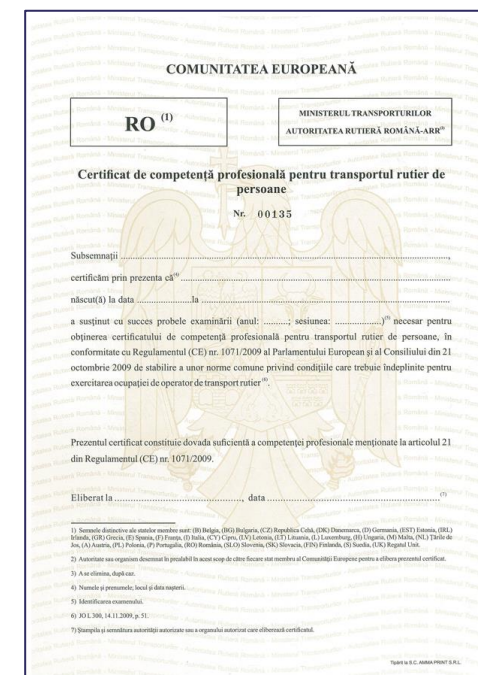 COMUNITATEA EUROPEANĂ
RO (1)
MINISTERUL TRANSPORTURILOR
AUTORITATEA RUTIERĂ ROMÂNĂ-ARR(2)
Certificat de competență profesională pentru transportul rutier de
persoane
Nr. 00135
Subsemnații ..........................................................................................,
certificăm prin prezenta că(4) ..........................................................................
născut(ă) la data ..................la ....................................................................
a susținut cu succes probele examinării (anul: .........; sesiunea: .................)(5) necesar pentru
obținerea certificatului de competență profesională pentru transportul rutier de persoane, în
conformitate cu Regulamentul (CE) nr. 1071/2009 al Parlamentului European și al Consiliului din 21
octombrie 2009 de stabilire a unor norme comune privind condițiile care trebuie îndeplinite pentru
exercitarea ocupației de operator de transport rutier(6).
Prezentul certificat constituie dovada suficientă a competenței profesionale menționate la articolul 21
din Regulamentul (CE) nr. 1071/2009.
Eliberat la ........................................, data ......................................................(7)
1) Semnele distinctive ale statelor membre sunt: (B) Belgia, (BG) Bulgaria, (CZ) Republica Cehă, (DK) Danemarca, (D) Germania, (EST) Estonia, (IRL)
Irlanda, (GR) Grecia, (E) Spania, (F) Franța, (I) Italia, (CY) Cipru, (LV) Letonia, (LT) Lituania, (L) Luxemburg, (H) Ungaria, (M) Malta, (NL) Țările de
Jos, (A) Austria, (PL) Polonia, (P) Portugalia, (RO) România, (SLO) Slovenia, (SK) Slovacia, (FIN) Finlanda, (S) Suedia, (UK) Regatul Unit.
2) Autoritate sau organism desemnat în prealabil în acest scop de către fiecare stat membru al Comunității Europene pentru a elibera prezentul certificat.
3) A se elimina, după caz.
4) Numele și prenumele; locul și data nașterii.
5) Identificarea examenului.
6) JO L 300, 14.11.2009, p. 51.
7) Ștampila și semnătura autorității autorizate sau a organului autorizat care eliberează certificatul.
Tipărit la S.C. AMMA PRINT S.R.L.